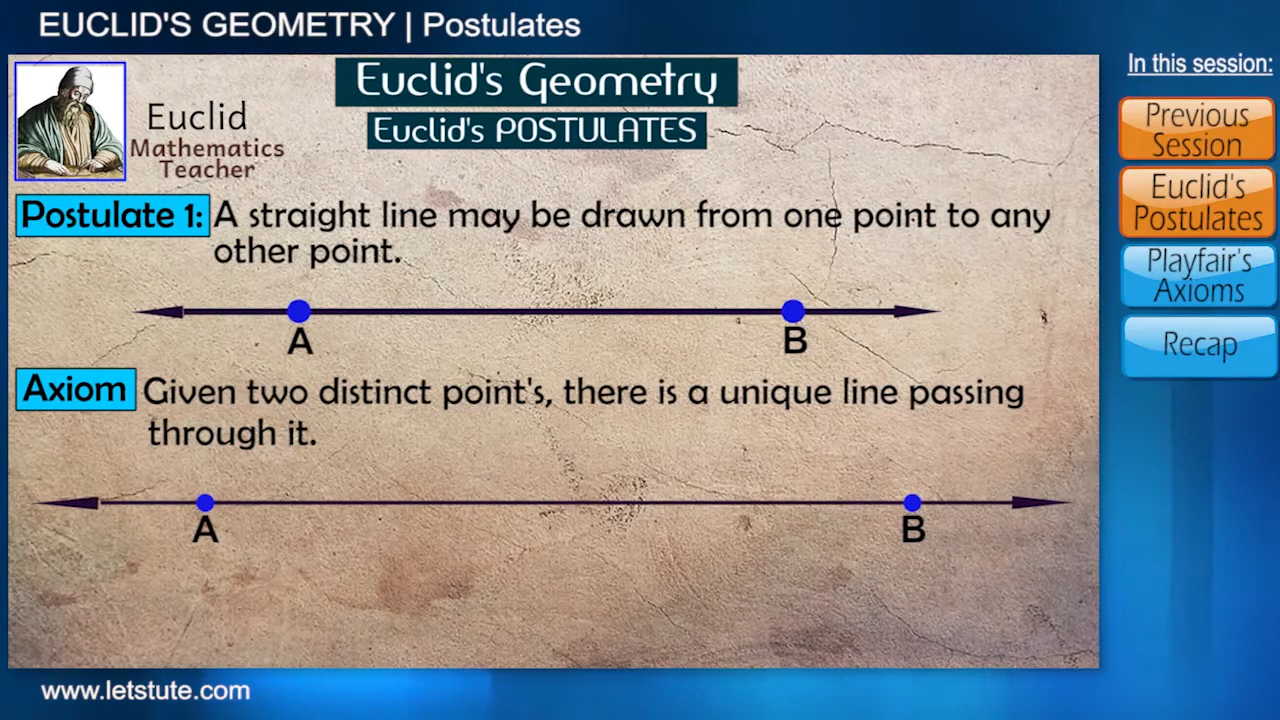 EUCLID'S GEOMETRY | Postulates
In this session:
Euclid's Geometry
Euclid's POSTULATES
Euclid
Mathematics
Teacher
Postulate 1: A straight line may be drawn from one point to any
other point.
A
B
Axiom Given two distinct point's, there is a unique line passing
through it.
A
B
Previous
Session
Euclid's
Postulates
Playfair's
Axioms
Recap
www.letstute.com